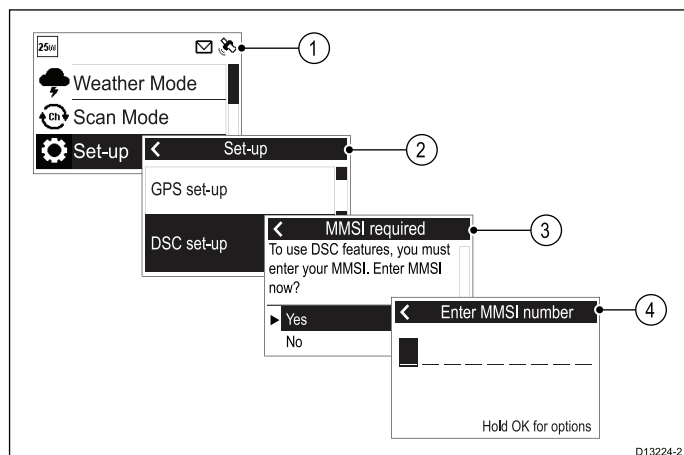 25W
1
Weather Mode
Ch Scan Mode
Set-up
Set-up
2
GPS set-up
DSC set-up
MMSI required
3
To use DSC features, you must
enter your MMSI. Enter MMSI
now?
Yes
No
Enter MMSI number
4
Hold OK for options
D13224-2